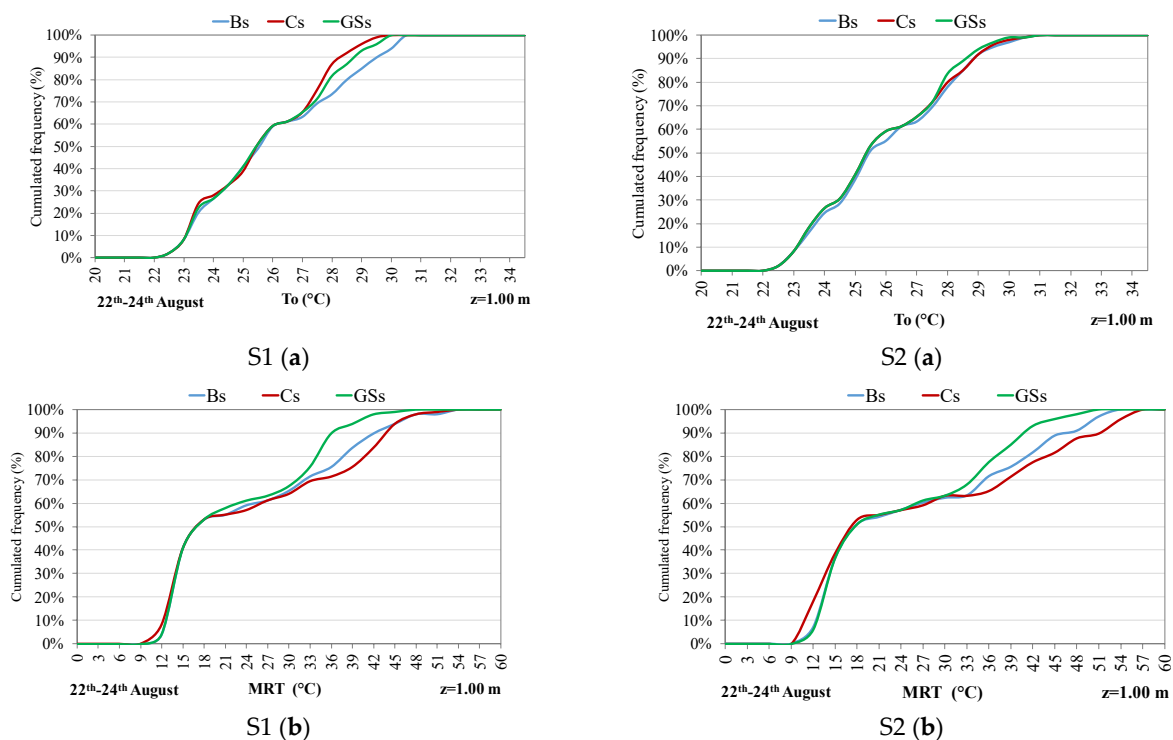 Bs Cs GSs
Cumulated frequency (%)
100%
90%
80%
70%
60%
50%
40%
30%
20%
10%
0%
20 21 22 23 24 25 26 27 28 29 30 31 32 33 34
22th-24th August To (°C) z=1.00 m
S1 (a)
Bs Cs GSs
Cumulated frequency (%)
100%
90%
80%
70%
60%
50%
40%
30%
20%
10%
0%
20 21 22 23 24 25 26 27 28 29 30 31 32 33 34
22th-24th August To (°C) z=1.00 m
S2 (a)
Bs Cs GSs
Cumulated frequency (%)
100%
90%
80%
70%
60%
50%
40%
30%
20%
10%
0%
0 3 6 9 12 15 18 21 24 27 30 33 36 39 42 45 48 51 54 57 60
22th-24th August MRT (°C) z=1.00 m
S1 (b)
Bs Cs GSs
Cumulated frequency (%)
100%
90%
80%
70%
60%
50%
40%
30%
20%
10%
0%
0 3 6 9 12 15 18 21 24 27 30 33 36 39 42 45 48 51 54 57 60
22th-24th August MRT (°C) z=1.00 m
S2 (b)